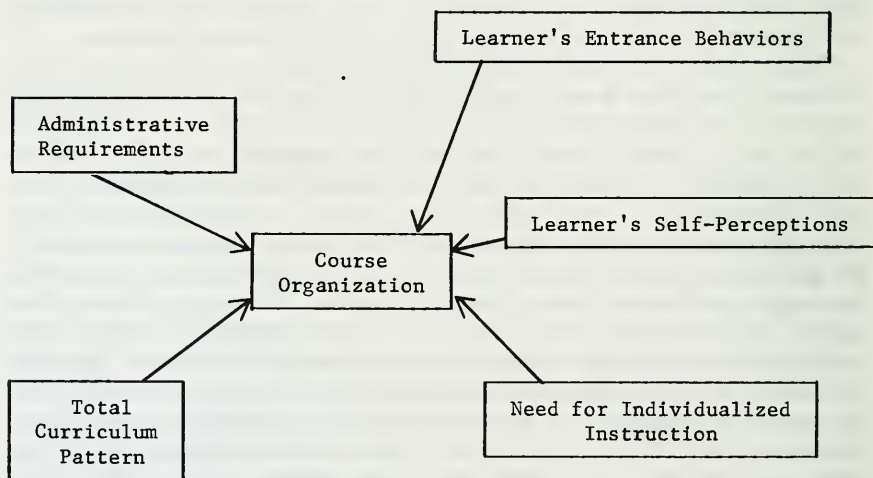 Learner's Entrance Behaviors
Administrative
Requirements
Learner's Self-Perceptions
Course
Organization
Total
Curriculum
Pattern
Need for Individualized
Instruction